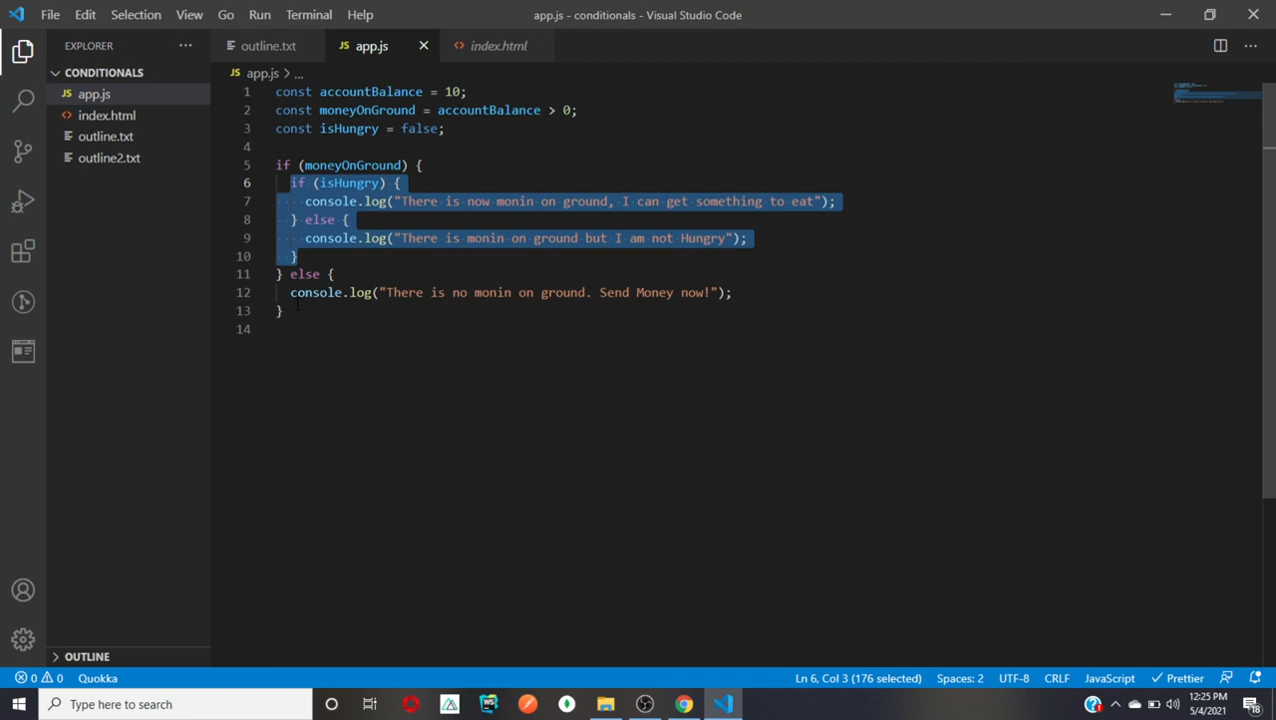 File Edit Selection View Go Run Terminal Help app.js - conditionals - Visual Studio Code
EXPLORER ... outline.txt JS app.js index.html ...
CONDITIONALS
JS app.js
index.html
outline.txt
outline2.txt
OUTLINE
JS app.js > ...
1 const accountBalance = 10;
2 const moneyOnGround = accountBalance > 0;
3 const isHungry = false;
4
5 if (moneyOnGround) {
6 if (isHungry) {
7 console.log("There is now monin on ground, I can get something to eat");
8 } else {
9 console.log("There is monin on ground but I am not Hungry");
10 }
11 } else {
12 console.log("There is no monin on ground. Send Money now!");
13 }
14
0 0 Quokka Ln 6, Col 3 (176 selected) Spaces: 2 UTF-8 CRLF JavaScript Prettier
Type here to search WS 12:25 PM
5/4/2021 18